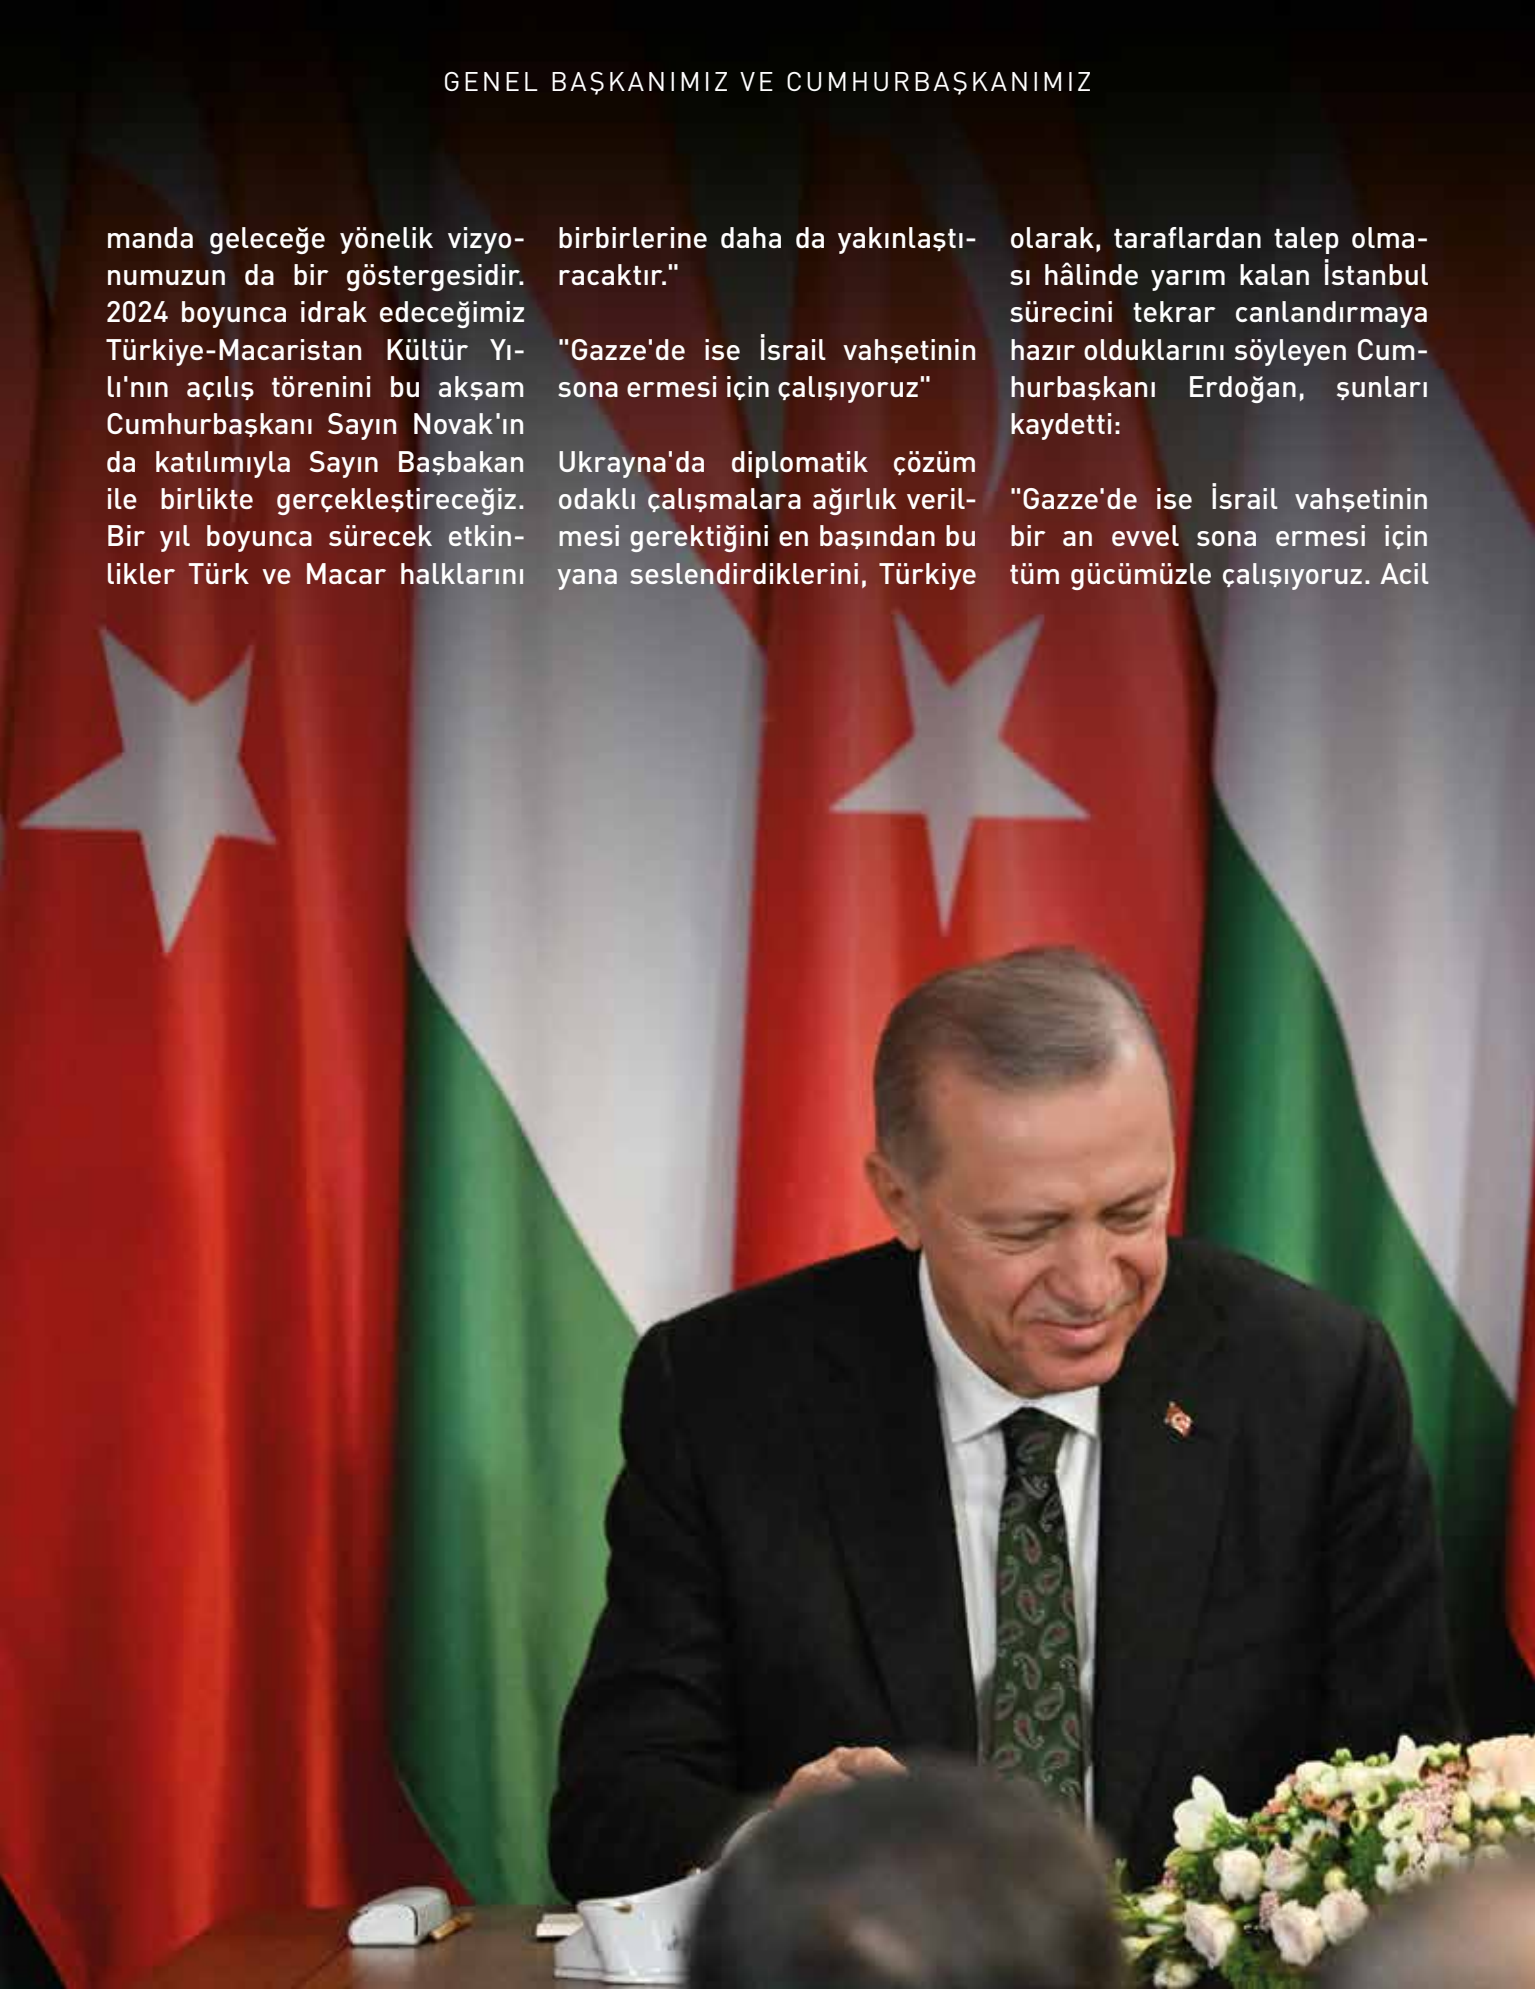 GENEL BAŞKANIMIZ VE CUMHURBAŞKANIMIZ
manda geleceğe yönelik vizyo-
numuzun da bir göstergesidir.
2024 boyunca idrak edeceğimiz
Türkiye-Macaristan Kültür Yı-
lı'nın açılış törenini bu akşam
Cumhurbaşkanı Sayın Novak'ın
da katılımıyla Sayın Başbakan
ile birlikte gerçekleştireceğiz.
Bir yıl boyunca sürecek etkin-
likler Türk ve Macar halklarını
birbirlerine daha da yakınlaştı-
racaktır."
"Gazze'de ise İsrail vahşetinin
sona ermesi için çalışıyoruz"
Ukrayna'da diplomatik çözüm
odaklı çalışmalara ağırlık veril-
mesi gerektiğini en başından bu
yana seslendirdiklerini, Türkiye
olarak, taraflardan talep olma-
sı hâlinde yarım kalan İstanbul
sürecini tekrar canlandırmaya
hazır olduklarını söyleyen Cum-
hurbaşkanı Erdoğan, şunları
kaydetti:
"Gazze'de ise İsrail vahşetinin
bir an evvel sona ermesi için
tüm gücümüzle çalışıyoruz. Acil